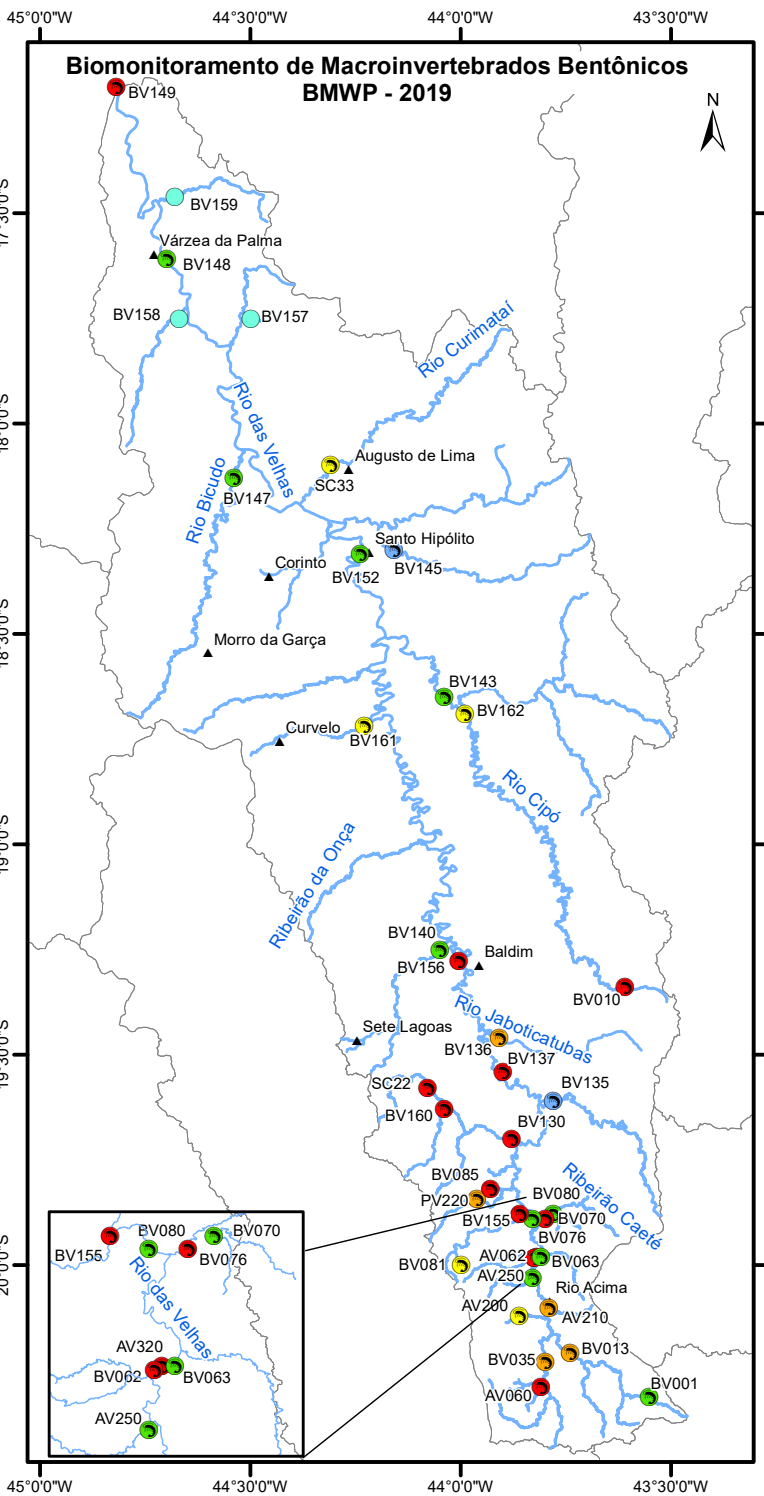 45°0'0"W 44°30'0"W 44°0'0"W 43°30'0"W
Biomonitoramento de Macroinvertebrados Bentônicos
BMWP - 2019
N
BV149
BV159
17°30'0"S
Várzea da Palma
BV148
BV158
BV157
Rio Curimataí
Rio das Velhas
18°0'0"S
Augusto de Lima
SC33
BV147
Rio Bicudo
Santo Hipólito
BV145
BV152
Corinto
18°30'0"S
Morro da Garça
BV143
BV162
Curvelo
BV161
Rio Cipó
19°0'0"S
Ribeirão da Onça
BV140
Baldim
BV156
BV010
Rio Jaboticatubas
Sete Lagoas
BV136
19°30'0"S
BV137
SC22
BV135
BV160
BV130
BV085
Ribeirão Caeté
PV220
BV080
BV155
BV070
BV076
AV062
BV063
BV081
20°0'0"S
AV250
Rio Acima
AV200
AV210
BV013
BV035
AV060
BV001
BV080
BV070
BV155
BV076
Rio das Velhas
AV320
BV062
BV063
AV250
45°0'0"W 44°30'0"W 44°0'0"W 43°30'0"W